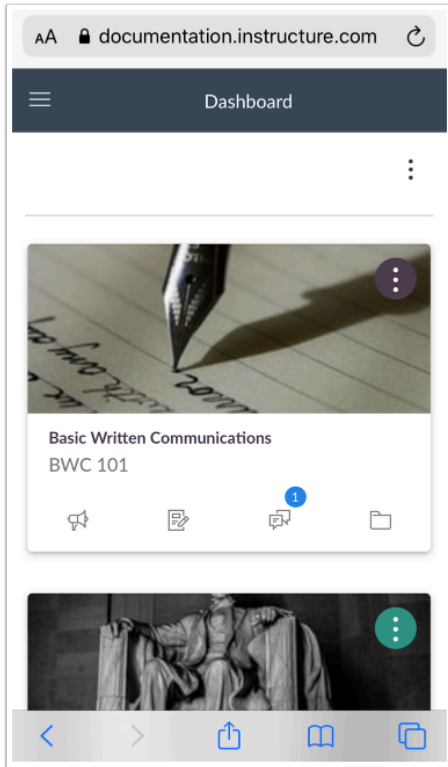 AA documentation.instructure.com
Dashboard
Basic Written Communications
BWC 101
1